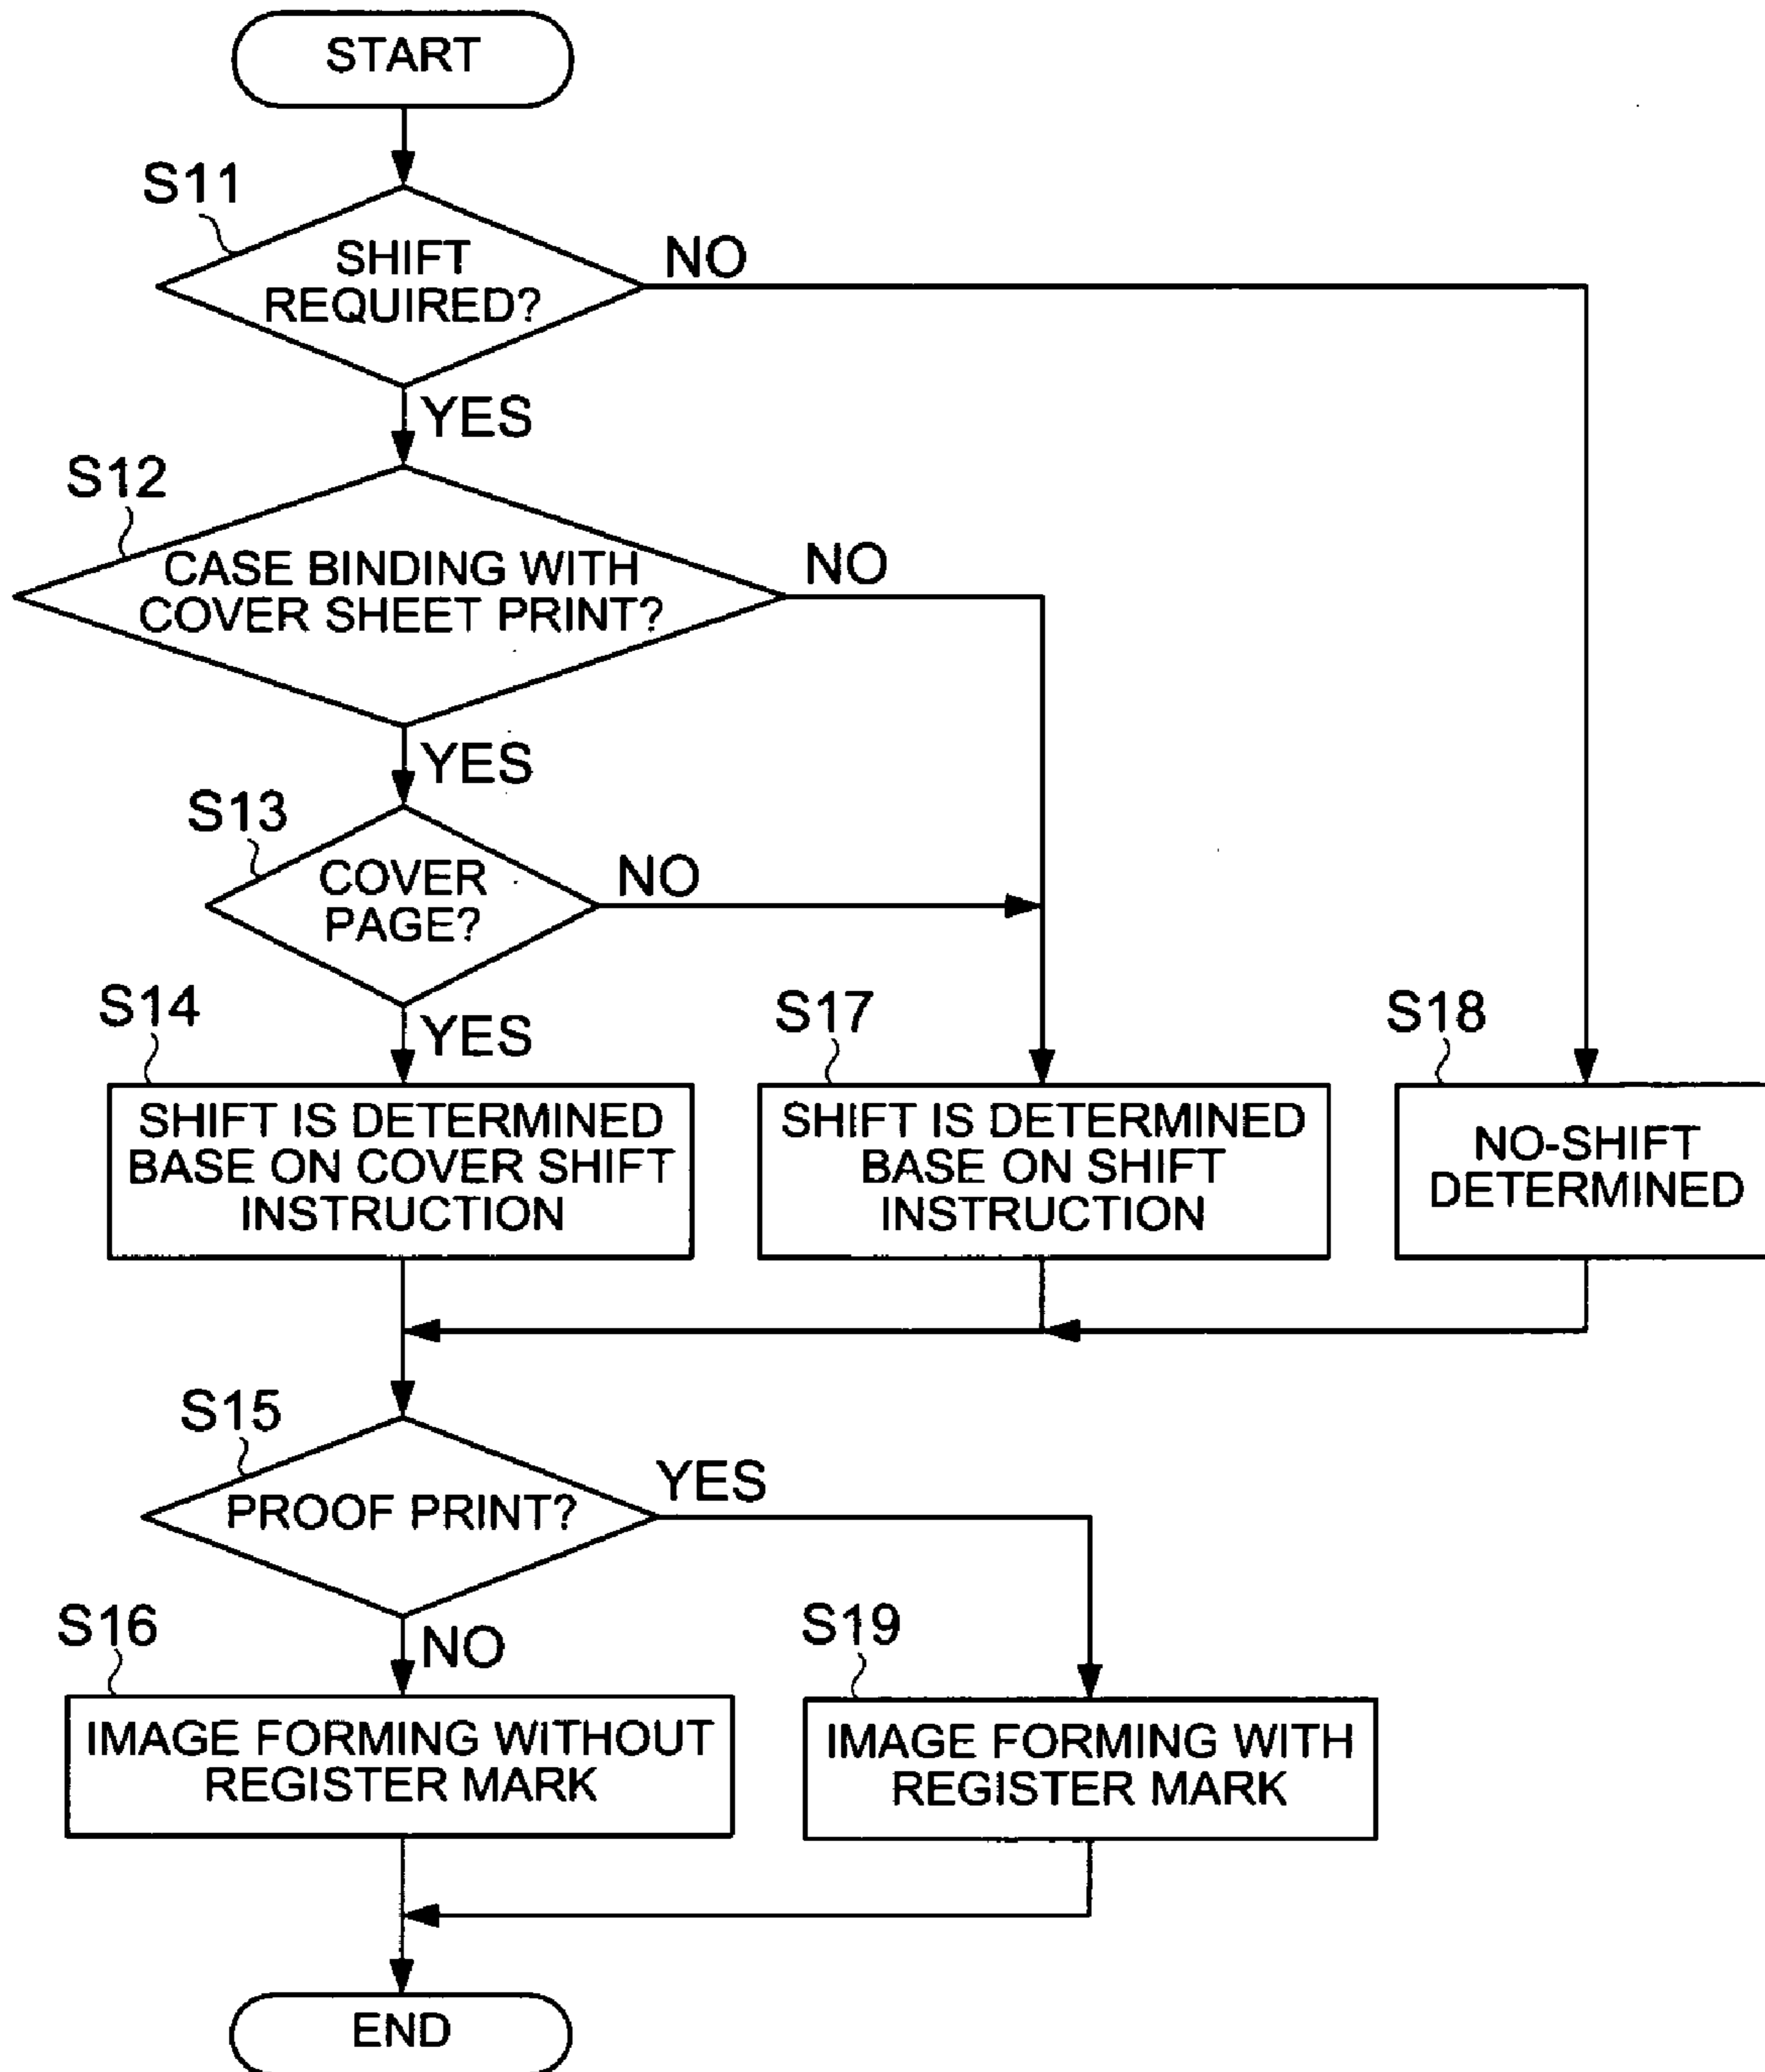 START
S11
SHIFT
REQUIRED?
NO
YES
S12
CASE BINDING WITH
COVER SHEET PRINT?
NO
YES
S13
COVER
PAGE?
NO
YES
S14
SHIFT IS DETERMINED
BASE ON COVER SHIFT
INSTRUCTION
S17
SHIFT IS DETERMINED
BASE ON SHIFT
INSTRUCTION
S18
NO-SHIFT
DETERMINED
S15
PROOF PRINT?
YES
NO
S16
IMAGE FORMING WITHOUT
REGISTER MARK
S19
IMAGE FORMING WITH
REGISTER MARK
END